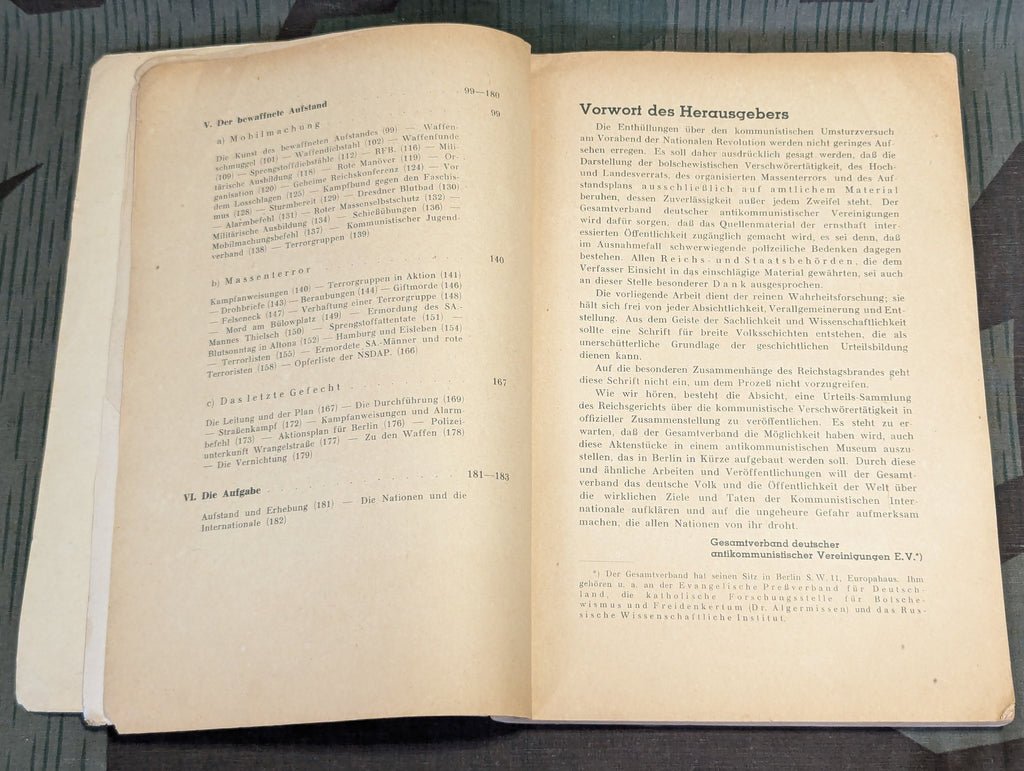 V. Der bewaffnete Aufstand . . . . . . . . 99—180
a) Mobilmachung . . . . . . . . 99
Die Kunst des bewaffneten Aufstandes (99) — Waffen-
schmuggel (101) — Waffendiebstahl (102) — Waffenfunde
(109) — Sprengstoffdiebstähle (112) — RFB. (116) — Mili-
tärische Ausbildung (118) — Rote Manöver (119) — Or-
ganisation (120) — Geheime Reichskonferenz (124) — Vor
dem Losschlagen (125) — Kampfbund gegen den Faschis-
mus (128) — Sturmbereit (129) — Dresdner Blutbad (130)
— Alarmbefehl (131) — Roter Massenselbstschutz (132) —
Militärische Ausbildung (134) — Schießübungen (136) —
Mobilmachungsbefehl (137) — Kommunistischer Jugend-
verband (138) — Terrorgruppen (139)
b) Massenterror . . . . . . . . 140
Kampfanweisungen (140) — Terrorgruppen in Aktion (141)
— Drohbriefe (143) — Beraubungen (144) — Giftmorde (146)
— Felseneck (147) — Verhaftung einer Terrorgruppe (148)
— Mord am Bülowplatz (149) — Ermordung des SA.-
Mannes Thielsch (150) — Sprengstoffattentate (151) —
Blutsonntag in Altona (152) — Hamburg und Eisleben (154)
— Terrorlisten (155) — Ermordete SA.-Männer und rote
Terroristen (158) — Opferliste der NSDAP. (166)
c) Das letzte Gefecht . . . . . . . . 167
Die Leitung und der Plan (167) — Die Durchführung (169)
— Straßenkampf (172) — Kampfanweisungen und Alarm-
befehl (173) — Aktionsplan für Berlin (176) — Polizei-
unterkunft Wrangelstraße (177) — Zu den Waffen (178)
— Die Vernichtung (179)
VI. Die Aufgabe . . . . . . . . 181—183
Aufstand und Erhebung (181) — Die Nationen und die
Internationale (182)
Vorwort des Herausgebers
Die Enthüllungen über den kommunistischen Umsturzversuch
am Vorabend der Nationalen Revolution werden nicht geringes Auf-
sehen erregen. Es soll daher ausdrücklich gesagt werden, daß die
Darstellung der bolschewistischen Verschwörertätigkeit, des Hoch-
und Landesverrats, des organisierten Massenterrors und des Auf-
standsplans ausschließlich auf amtlichem Material
beruhen, dessen Zuverlässigkeit außer jedem Zweifel steht. Der
Gesamtverband deutscher antikommunistischer Vereinigungen
wird dafür sorgen, daß das Quellenmaterial der ernsthaft inter-
essierten Öffentlichkeit zugänglich gemacht wird, es sei denn, daß
im Ausnahmefall schwerwiegende polizeiliche Bedenken dagegen
bestehen. Allen Reichs- und Staatsbehörden, die dem
Verfasser Einsicht in das einschlägige Material gewährten, sei auch
an dieser Stelle besonderer Dank ausgesprochen.
Die vorliegende Arbeit dient der reinen Wahrheitsforschung; sie
hält sich frei von jeder Absichtlichkeit, Verallgemeinerung und Ent-
stellung. Aus dem Geiste der Sachlichkeit und Wissenschaftlichkeit
sollte eine Schrift für breite Volksschichten entstehen, die als
unerschütterliche Grundlage der geschichtlichen Urteilsbildung
dienen kann.
Auf die besonderen Zusammenhänge des Reichstagsbrandes geht
diese Schrift nicht ein, um dem Prozeß nicht vorzugreifen.
Wie wir hören, besteht die Absicht, eine Urteils-Sammlung
des Reichsgerichts über die kommunistische Verschwörertätigkeit in
offizieller Zusammenstellung zu veröffentlichen. Es steht zu er-
warten, daß der Gesamtverband die Möglichkeit haben wird, auch
diese Aktenstücke in einem antikommunistischen Museum auszu-
stellen, das in Berlin in Kürze aufgebaut werden soll. Durch diese
und ähnliche Arbeiten und Veröffentlichungen will der Gesamt-
verband das deutsche Volk und die Öffentlichkeit der Welt über
die wirklichen Ziele und Taten der Kommunistischen Inter-
nationale aufklären und auf die ungeheure Gefahr aufmerksam
machen, die allen Nationen von ihr droht.
Gesamtverband deutscher
antikommunistischer Vereinigungen E.V.*)
*) Der Gesamtverband hat seinen Sitz in Berlin S.W. 11, Europahaus. Ihm
gehören u. a. an der Evangelische Preßverband für Deutsch-
land, die katholische Forschungsstelle für Bolsche-
wismus und Freidenkertum (Dr. Algermissen) und das Rus-
sische Wissenschaftliche Institut.